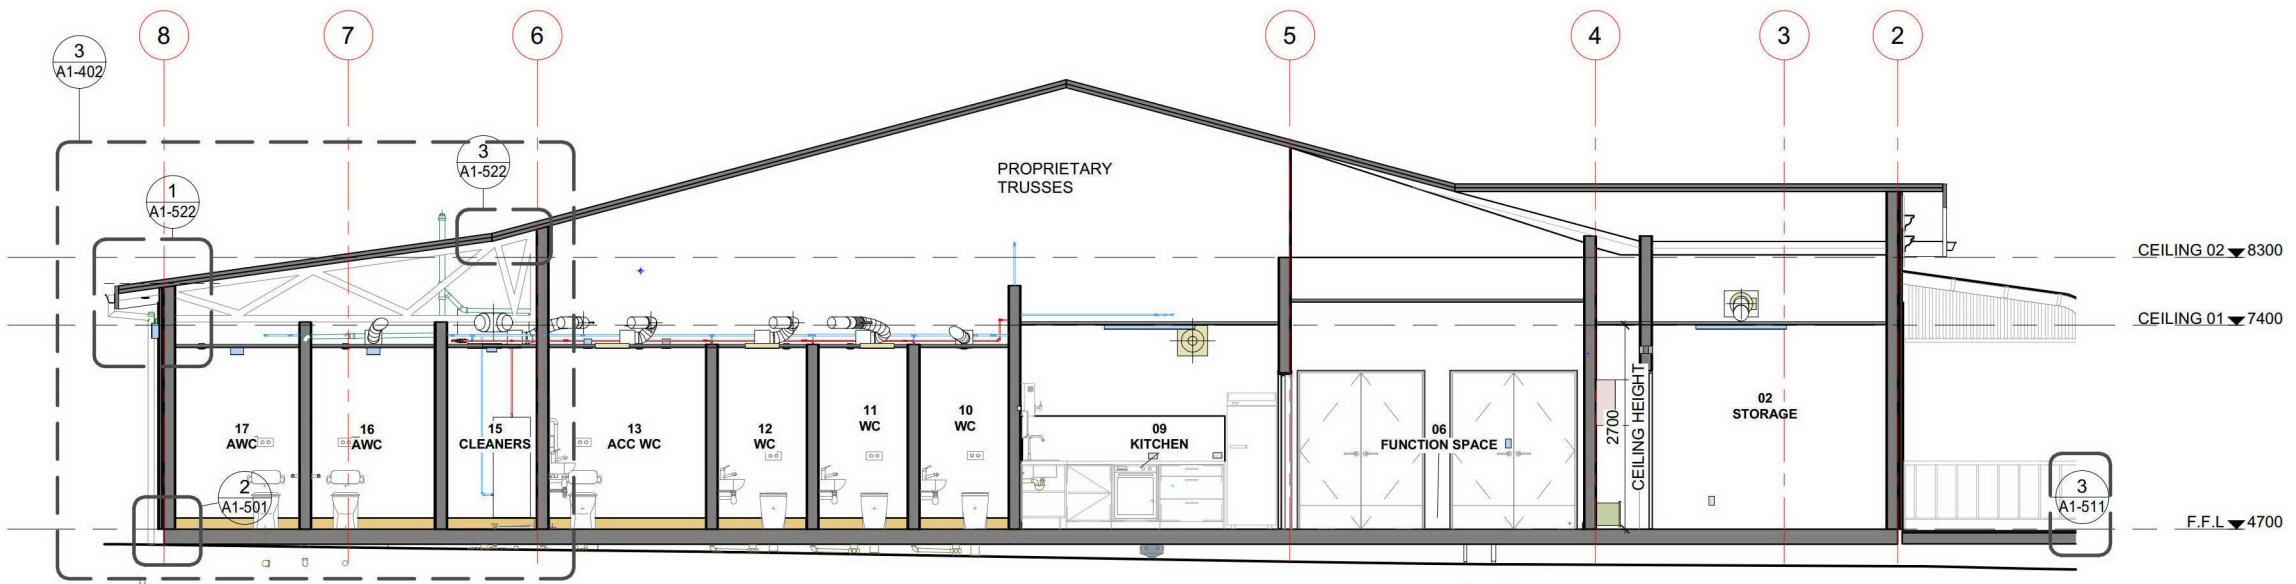 8
7
6
5
4
3
2
3
A1-402
3
A1-522
1
A1-522
PROPRIETARY
TRUSSES
CEILING 02 8300
CEILING 01 7400
17
AWC
16
AWC
15
CLEANERS
13
ACC WC
12
WC
11
WC
10
WC
09
KITCHEN
06
FUNCTION SPACE
2700
CEILING HEIGHT
02
STORAGE
2
A1-501
3
A1-511
F.F.L 4700